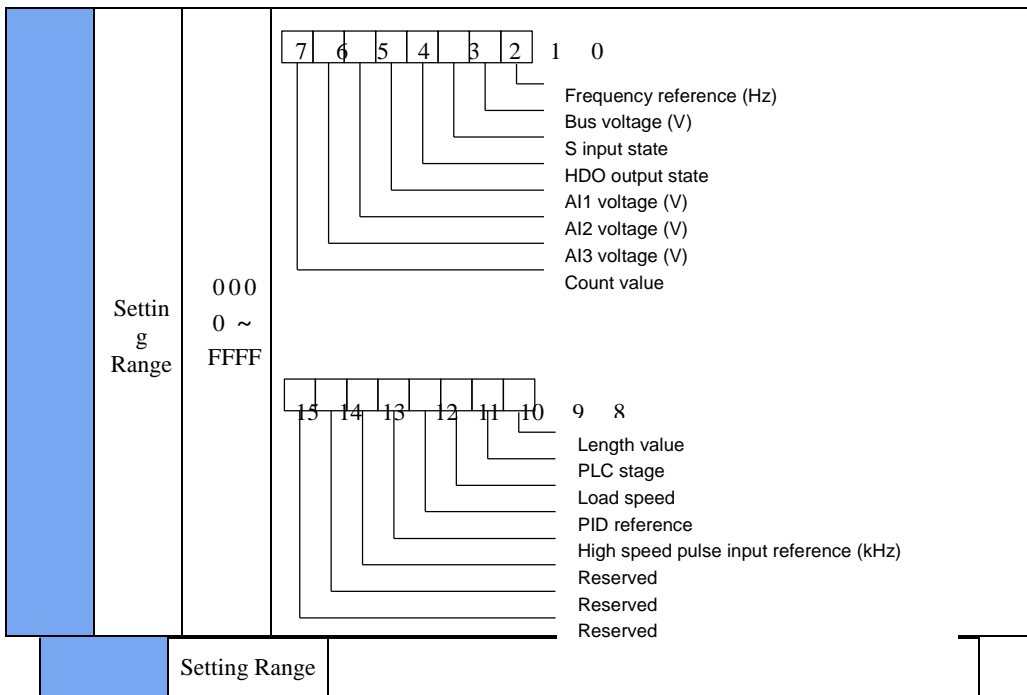 7 6 5 4 3 2 1 0
Frequency reference (Hz)
Bus voltage (V)
S input state
HDO output state
AI1 voltage (V)
AI2 voltage (V)
AI3 voltage (V)
Count value
Settin
g
Range
000
0 ~
FFFF
15 14 13 12 11 10 9 8
Length value
PLC stage
Load speed
PID reference
High speed pulse input reference (kHz)
Reserved
Reserved
Reserved
Setting Range